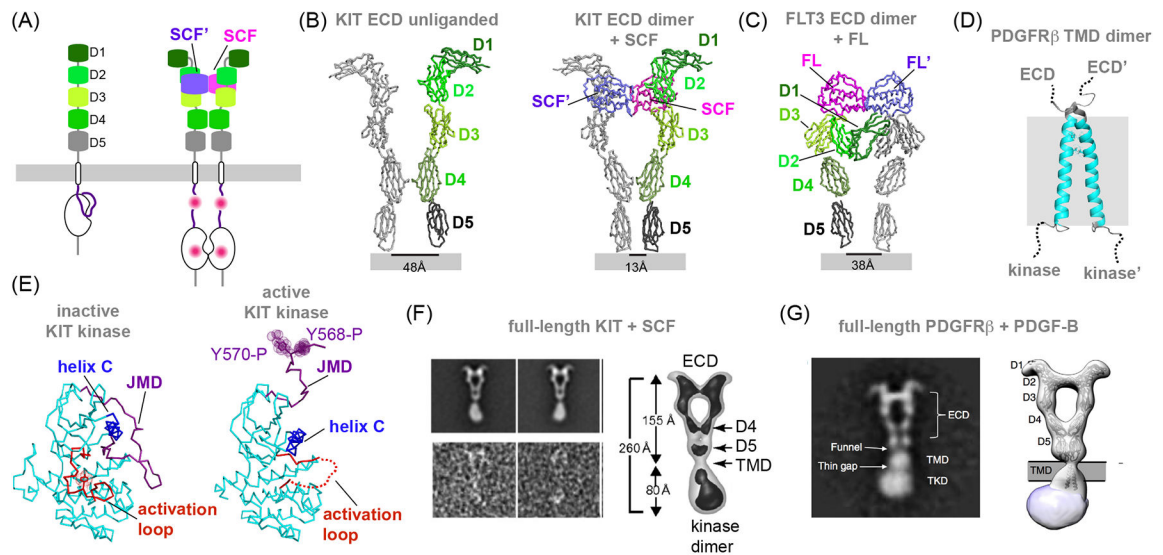 (A)
SCF’
SCF
D1
D2
D3
D4
D5
(B)
KIT ECD unliganded
D1
D2
D3
D4
D5
48Å
KIT ECD dimer
+ SCF
D1
D2
SCF’
SCF
D3
D4
D5
13Å
(C)
FLT3 ECD dimer
+ FL
FL
FL’
D1
D3
D2
D4
D5
38Å
(D)
PDGFRβ TMD dimer
ECD’
ECD
kinase
kinase’
(E)
inactive
KIT kinase
helix C
JMD
activation
loop
active
KIT kinase
Y568-P
Y570-P
JMD
helix C
activation
loop
(F)
full-length KIT + SCF
ECD
155Å
260Å
80Å
D4
D5
TMD
kinase
dimer
(G)
full-length PDGFRβ + PDGF-B
ECD
Funnel
Thin gap
TMD
TKD
D1
D2
D3
D4
D5
TMD